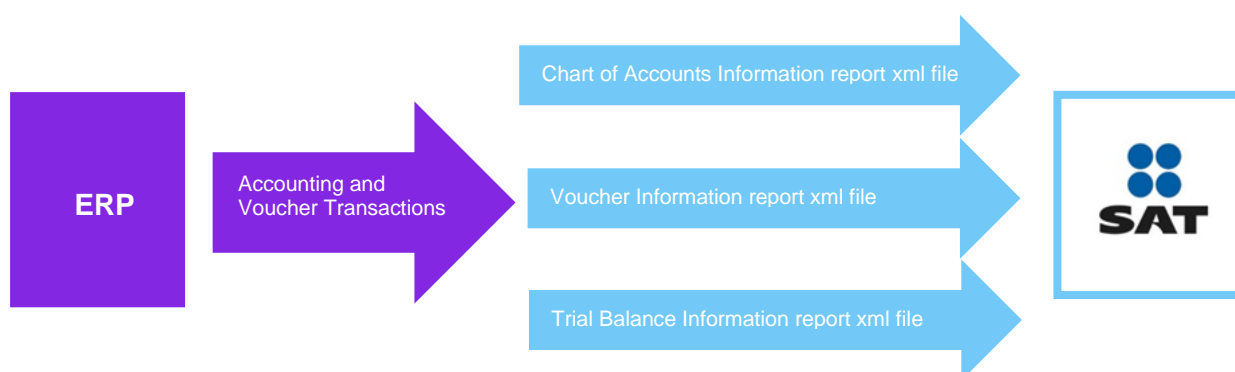 Chart of Accounts Information report xml file
ERP
Accounting and
Voucher Transactions
Voucher Information report xml file
SAT
Trial Balance Information report xml file